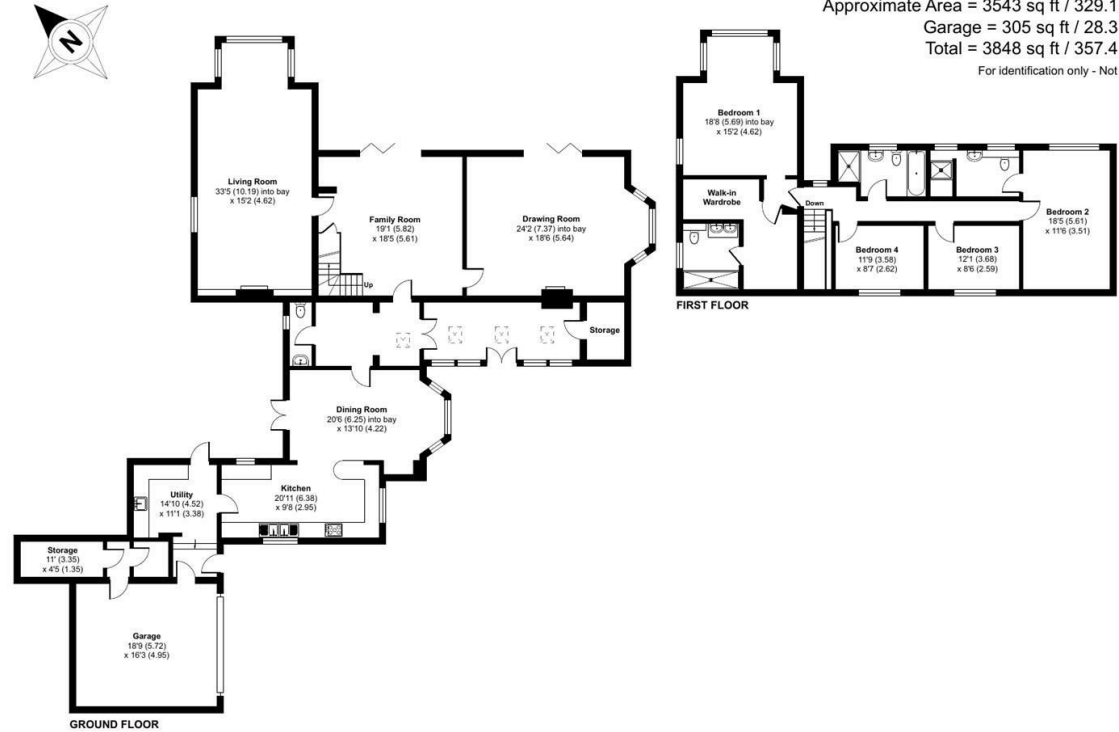 Approximate Area = 3543 sq ft / 329.1
Garage = 305 sq ft / 28.3
Total = 3848 sq ft / 357.4
For identification only - Not
N
Living Room
33'5 (10.19) into bay
x 15'2 (4.62)
Family Room
19'1 (5.82)
x 18'5 (5.61)
Up
Drawing Room
24'2 (7.37) into bay
x 18'6 (5.64)
Storage
Dining Room
20'6 (6.25) into bay
x 13'10 (4.22)
Kitchen
20'11 (6.38)
x 9'8 (2.95)
Utility
14'10 (4.52)
x 11'1 (3.38)
Storage
11' (3.35)
x 4'5 (1.35)
Garage
18'9 (5.72)
x 16'3 (4.95)
GROUND FLOOR
Bedroom 1
18'8 (5.69) into bay
x 15'2 (4.62)
Walk-in
Wardrobe
Down
Bedroom 2
18'5 (5.61)
x 11'6 (3.51)
Bedroom 4
11'9 (3.58)
x 8'7 (2.62)
Bedroom 3
12'1 (3.68)
x 8'6 (2.59)
FIRST FLOOR